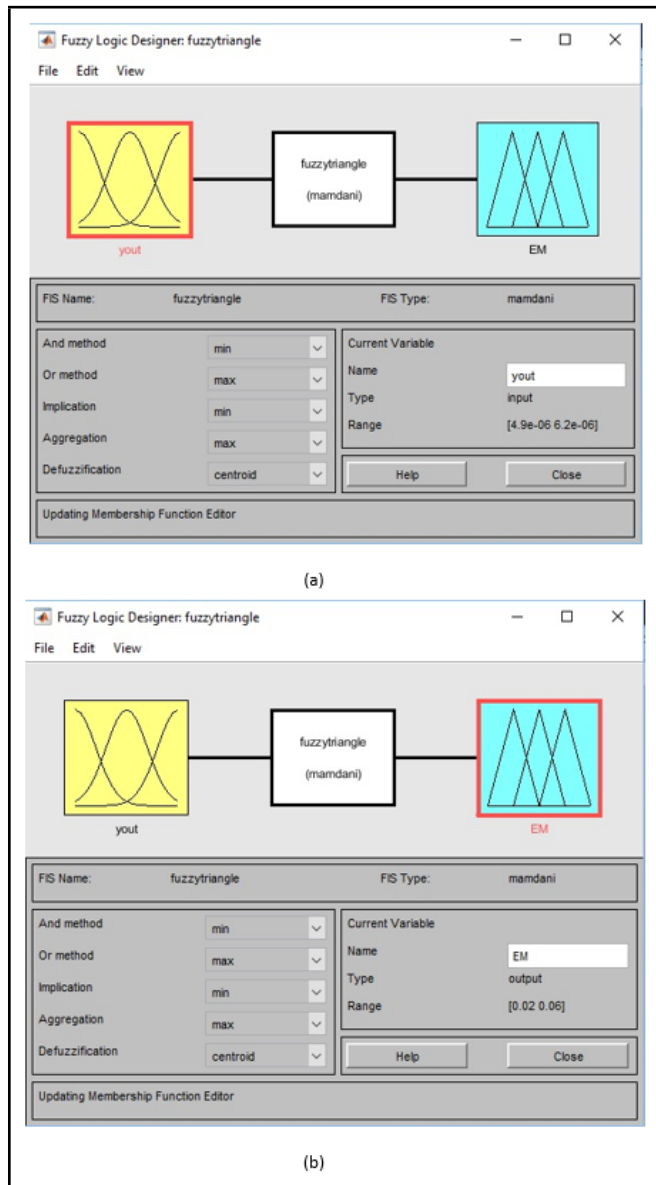 Fuzzy Logic Designer: fuzzytriangle
File Edit View
fuzzytriangle
(mamdani)
yout
EM
FIS Name: fuzzytriangle FIS Type: mamdani
And method min
Or method max
Implication min
Aggregation max
Defuzzification centroid
Current Variable
Name yout
Type input
Range [4.9e-06 6.2e-06]
Help Close
Updating Membership Function Editor
(a)
Fuzzy Logic Designer: fuzzytriangle
File Edit View
fuzzytriangle
(mamdani)
yout
EM
FIS Name: fuzzytriangle FIS Type: mamdani
And method min
Or method max
Implication min
Aggregation max
Defuzzification centroid
Current Variable
Name EM
Type output
Range [0.02 0.06]
Help Close
Updating Membership Function Editor
(b)